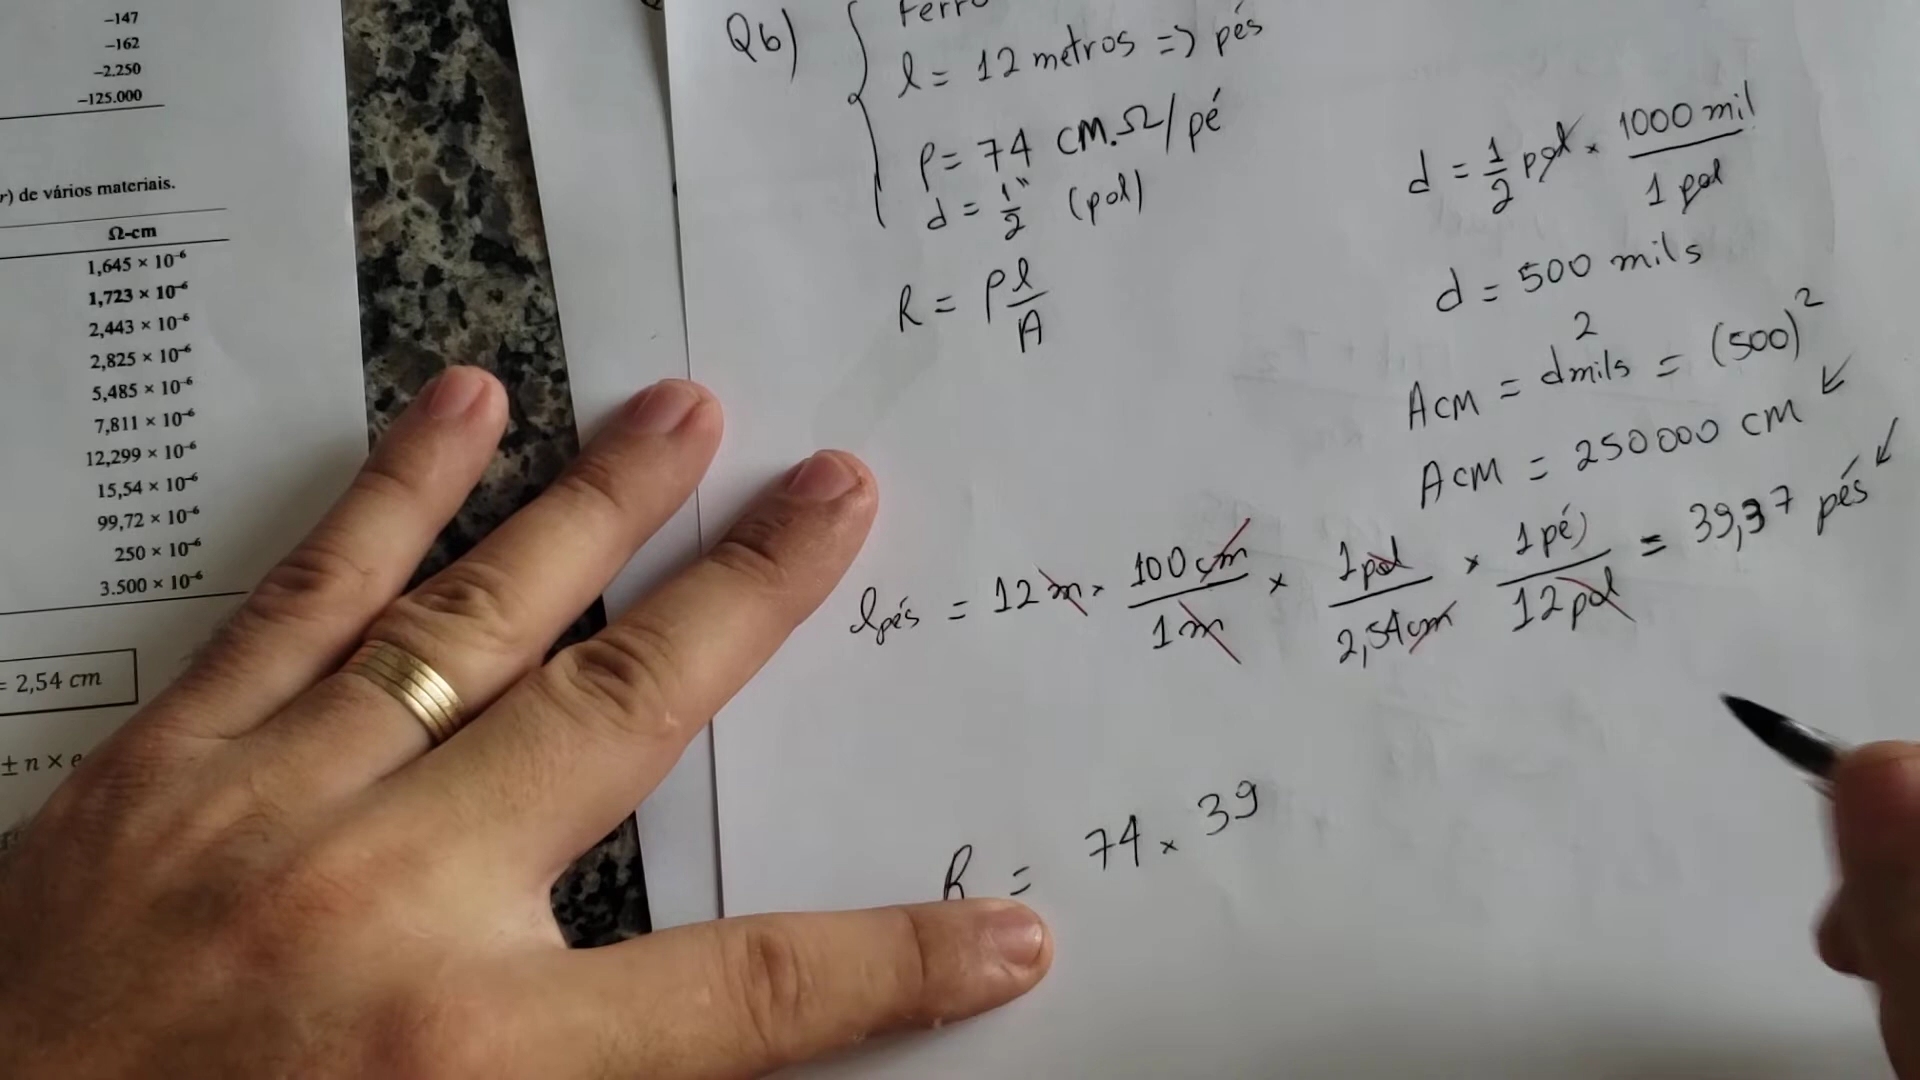 -147
-162
-2.250
-125.000
r) de vários materiais.
Ω-cm
1,645 × 10⁻⁶
1,723 × 10⁻⁶
2,443 × 10⁻⁶
2,825 × 10⁻⁶
5,485 × 10⁻⁶
7,811 × 10⁻⁶
12,299 × 10⁻⁶
15,54 × 10⁻⁶
99,72 × 10⁻⁶
250 × 10⁻⁶
3.500 × 10⁻⁶
= 2,54 cm
± n × e
Q6) Ferro
l = 12 metros => pés
ρ = 74 CM.Ω/pé
d = 1/2" (pol)
R = ρl/A
d = 1/2 pol × 1000 mil/1 pol
d = 500 mils
ACM = d²mils = (500)²
ACM = 250000 CM
lpés = 12 m × 100 cm/1 m × 1 pol/2,54 cm × 1 pé/12 pol = 39,37 pés
R = 74 × 39